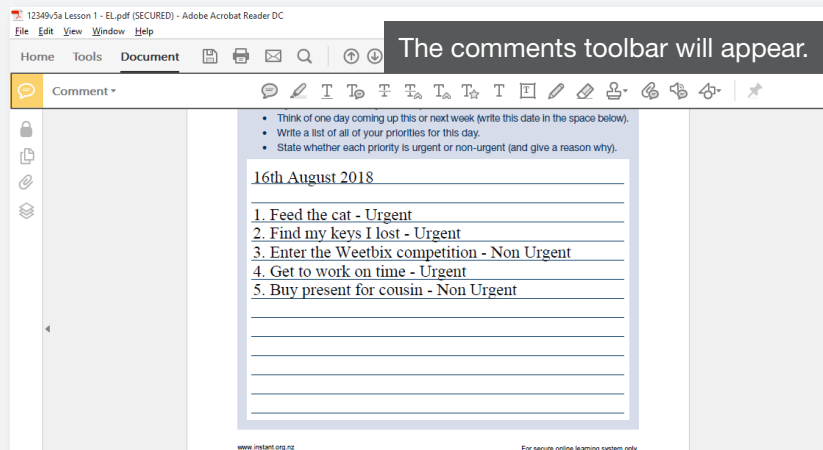 12349v5a Lesson 1 - EL.pdf (SECURED) - Adobe Acrobat Reader DC
File Edit View Window Help
Home Tools Document
The comments toolbar will appear.
Comment
• Think of one day coming up this or next week (write this date in the space below).
• Write a list of all of your priorities for this day.
• State whether each priority is urgent or non-urgent (and give a reason why).
16th August 2018
1. Feed the cat - Urgent
2. Find my keys I lost - Urgent
3. Enter the Weetbix competition - Non Urgent
4. Get to work on time - Urgent
5. Buy present for cousin - Non Urgent
www.instant.org.nz
For secure online learning system only